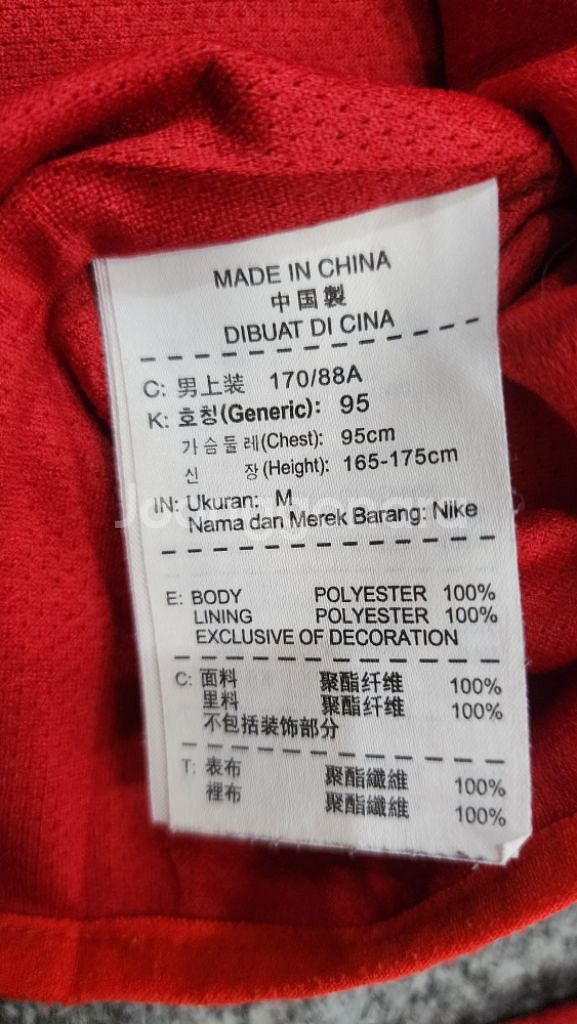 MADE IN CHINA
中国製
DIBUAT DI CINA
C: 男上装 170/88A
K: 호칭(Generic): 95
가슴둘레(Chest): 95cm
신 장(Height): 165-175cm
IN: Ukuran: M
Nama dan Merek Barang: Nike
E: BODY POLYESTER 100%
LINING POLYESTER 100%
EXCLUSIVE OF DECORATION
C: 面料 聚酯纤维 100%
里料 聚酯纤维 100%
不包括装饰部分
T: 表布 聚酯纖維 100%
裡布 聚酯纖維 100%